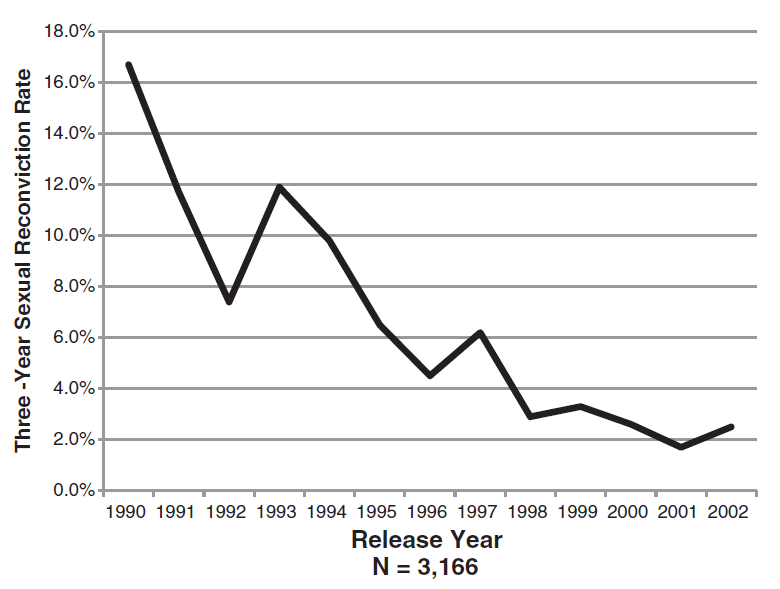 18.0%
16.0%
14.0%
12.0%
10.0%
8.0%
6.0%
4.0%
2.0%
0.0%
Three -Year Sexual Reconviction Rate
1990 1991 1992 1993 1994 1995 1996 1997 1998 1999 2000 2001 2002
Release Year
N = 3,166